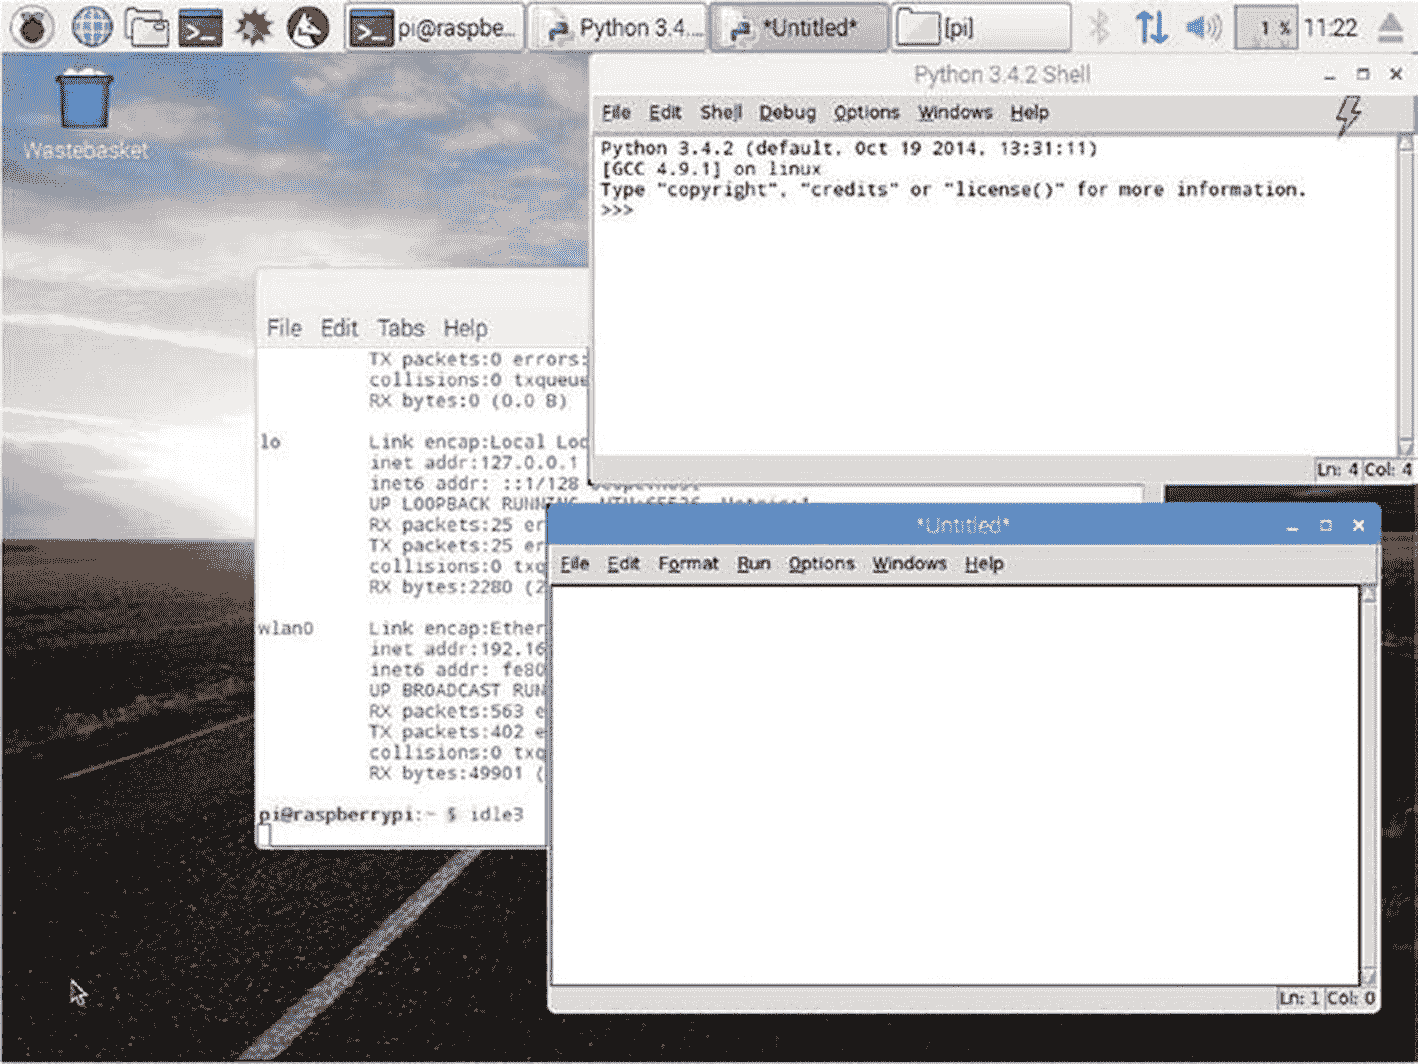 pi@raspbe...
Python 3.4....
*Untitled*
[pi]
1 %
11:22
Wastebasket
Python 3.4.2 Shell
File Edit Shell Debug Options Windows Help
Python 3.4.2 (default, Oct 19 2014, 13:31:11)
[GCC 4.9.1] on linux
Type "copyright", "credits" or "license()" for more information.
>>>
Ln: 4 Col: 4
File Edit Tabs Help
TX packets:0 errors:
collisions:0 txqueue
RX bytes:0 (0.0 B)
lo Link encap:Local Loo
inet addr:127.0.0.1
inet6 addr: ::1/128
UP LOOPBACK RUNNING
RX packets:25 er
TX packets:25 er
collisions:0 txq
RX bytes:2280 (2
wlan0 Link encap:Ether
inet addr:192.16
inet6 addr: fe80
UP BROADCAST RUN
RX packets:563 e
TX packets:402 e
collisions:0 txq
RX bytes:49901 (
pi@raspberrypi:~ $ idle3
*Untitled*
File Edit Format Run Options Windows Help
Ln: 1 Col: 0